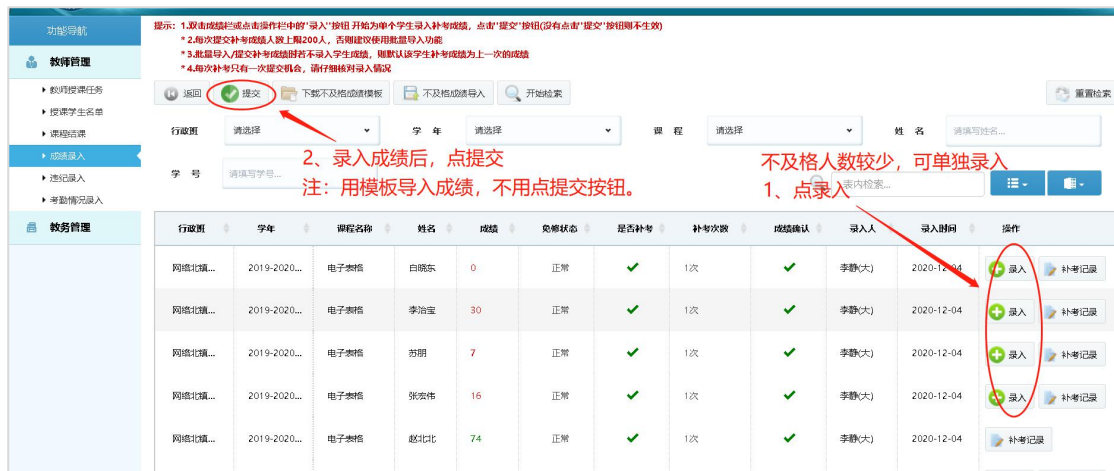 功能导航
教师管理
教师授课任务
授课学生名单
课程结课
成绩录入
违纪录入
考勤情况录入
教务管理
提示：1.双击成绩栏或点击操作栏中的"录入"按钮 开始为单个学生录入补考成绩，点击"提交"按钮(没有点击"提交"按钮则不生效)
*2.每次提交补考成绩人数上限200人，否则建议使用批量导入功能
*3.批量导入/提交补考成绩时若不录入学生成绩，则默认该学生补考成绩为上一次的成绩
*4.每次补考只有一次提交机会，请仔细核对录入情况
返回 提交 下载不及格成绩模板 不及格成绩导入 开始检索 重置检索
行政班 请选择 学 年 请选择 课 程 请选择 姓 名 请填写姓名...
2、录入成绩后，点提交 不及格人数较少，可单独录入
学 号 请填写学号... 表内检索...
注：用模板导入成绩，不用点提交按钮。 1、点录入
行政班 学年 课程名称 姓名 成绩 免修状态 是否补考 补考次数 成绩确认 录入人 录入时间 操作
网络北镇... 2019-2020... 电子表格 白晓东 0 正常 1次 李静(大) 2020-12-04 录入 补考记录
网络北镇... 2019-2020... 电子表格 李治宝 30 正常 1次 李静(大) 2020-12-04 录入 补考记录
网络北镇... 2019-2020... 电子表格 苏朋 7 正常 1次 李静(大) 2020-12-04 录入 补考记录
网络北镇... 2019-2020... 电子表格 张宏伟 16 正常 1次 李静(大) 2020-12-04 录入 补考记录
网络北镇... 2019-2020... 电子表格 赵北北 74 正常 1次 李静(大) 2020-12-04 补考记录